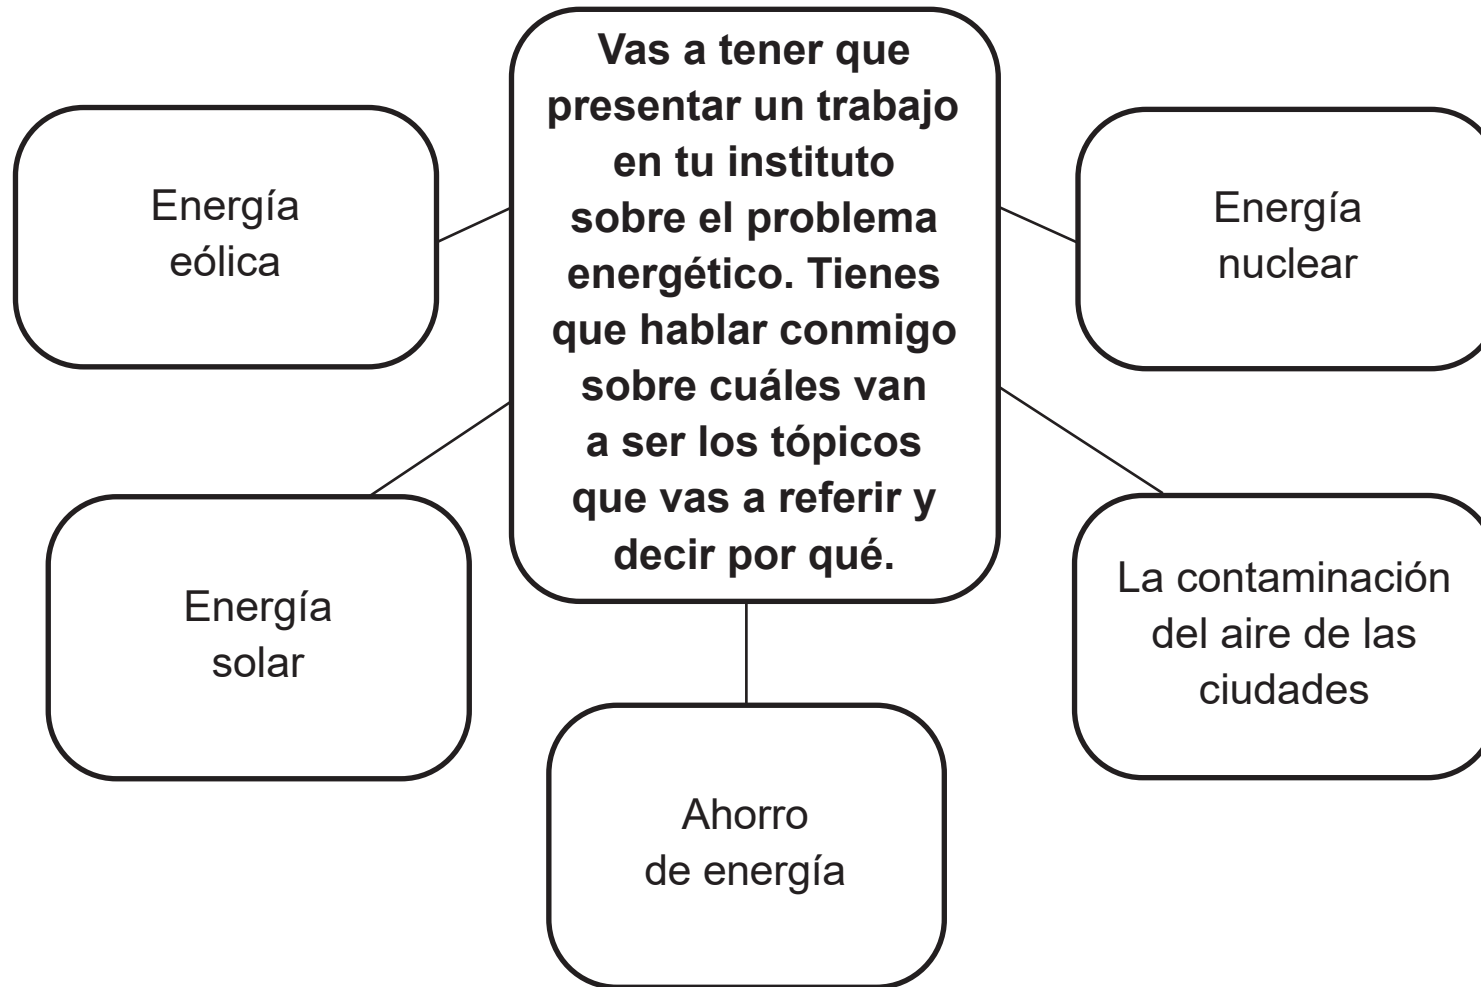 Vas a tener que
presentar un trabajo
en tu instituto
sobre el problema
energético. Tienes
que hablar conmigo
sobre cuáles van
a ser los tópicos
que vas a referir y
decir por qué.
Energía
eólica
Energía
nuclear
Energía
solar
La contaminación
del aire de las
ciudades
Ahorro
de energía